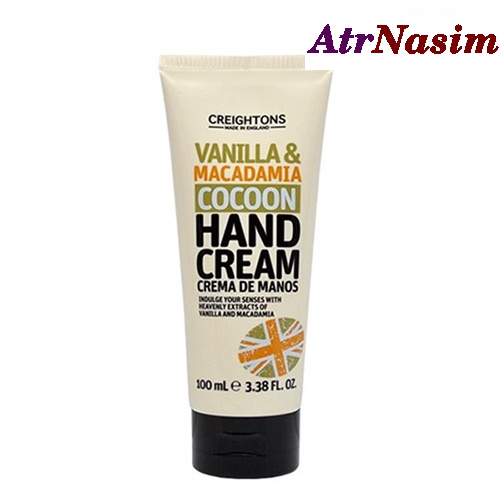 AtrNasim
CREIGHTONS
MADE IN ENGLAND
VANILLA &
MACADAMIA
COCOON
HAND
CREAM
CREMA DE MANOS
INDULGE YOUR SENSES WITH
HEAVENLY EXTRACTS OF
VANILLA AND MACADAMIA
100 mL ℮ 3.38 FL. OZ.